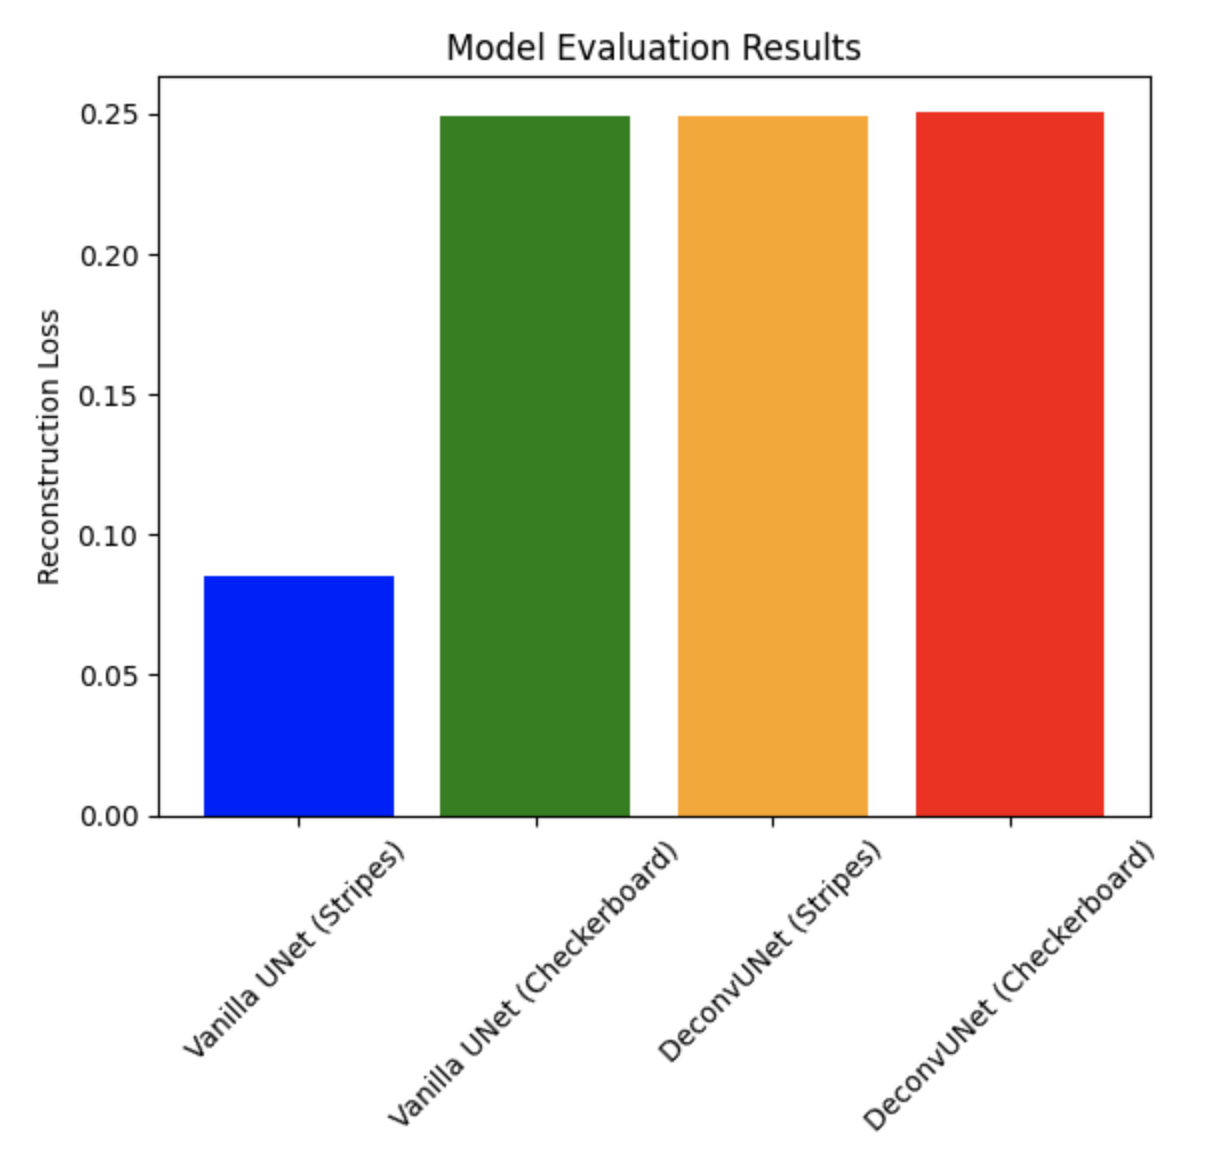 Model Evaluation Results
Reconstruction Loss
0.25
0.20
0.15
0.10
0.05
0.00
Vanilla UNet (Stripes)
Vanilla UNet (Checkerboard)
DeconvUNet (Stripes)
DeconvUNet (Checkerboard)